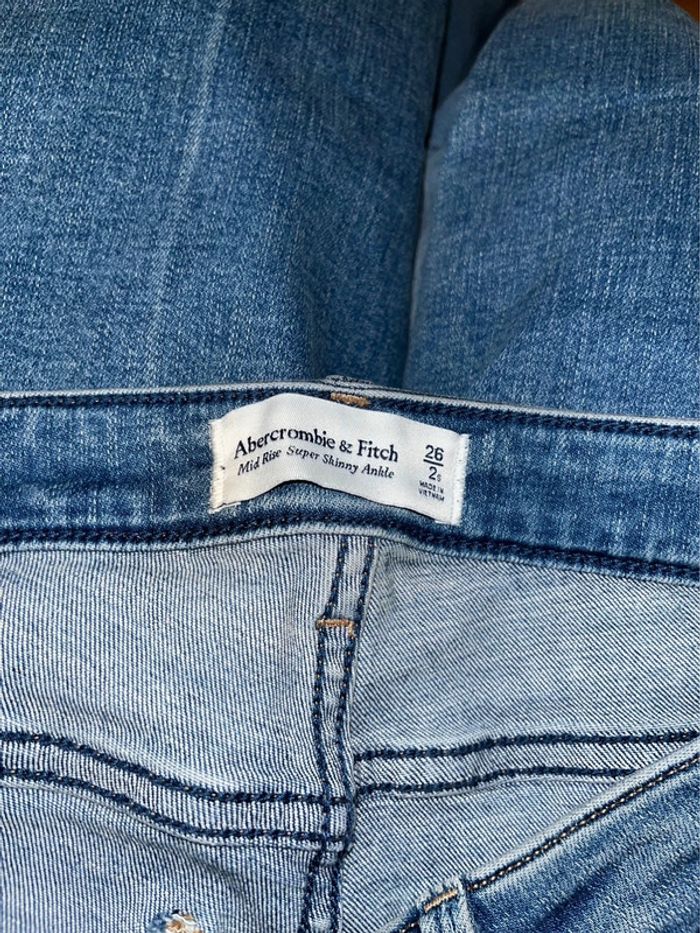 Abercrombie & Fitch
Mid Rise Super Skinny Ankle
26
2s
MADE IN
VIETNAM